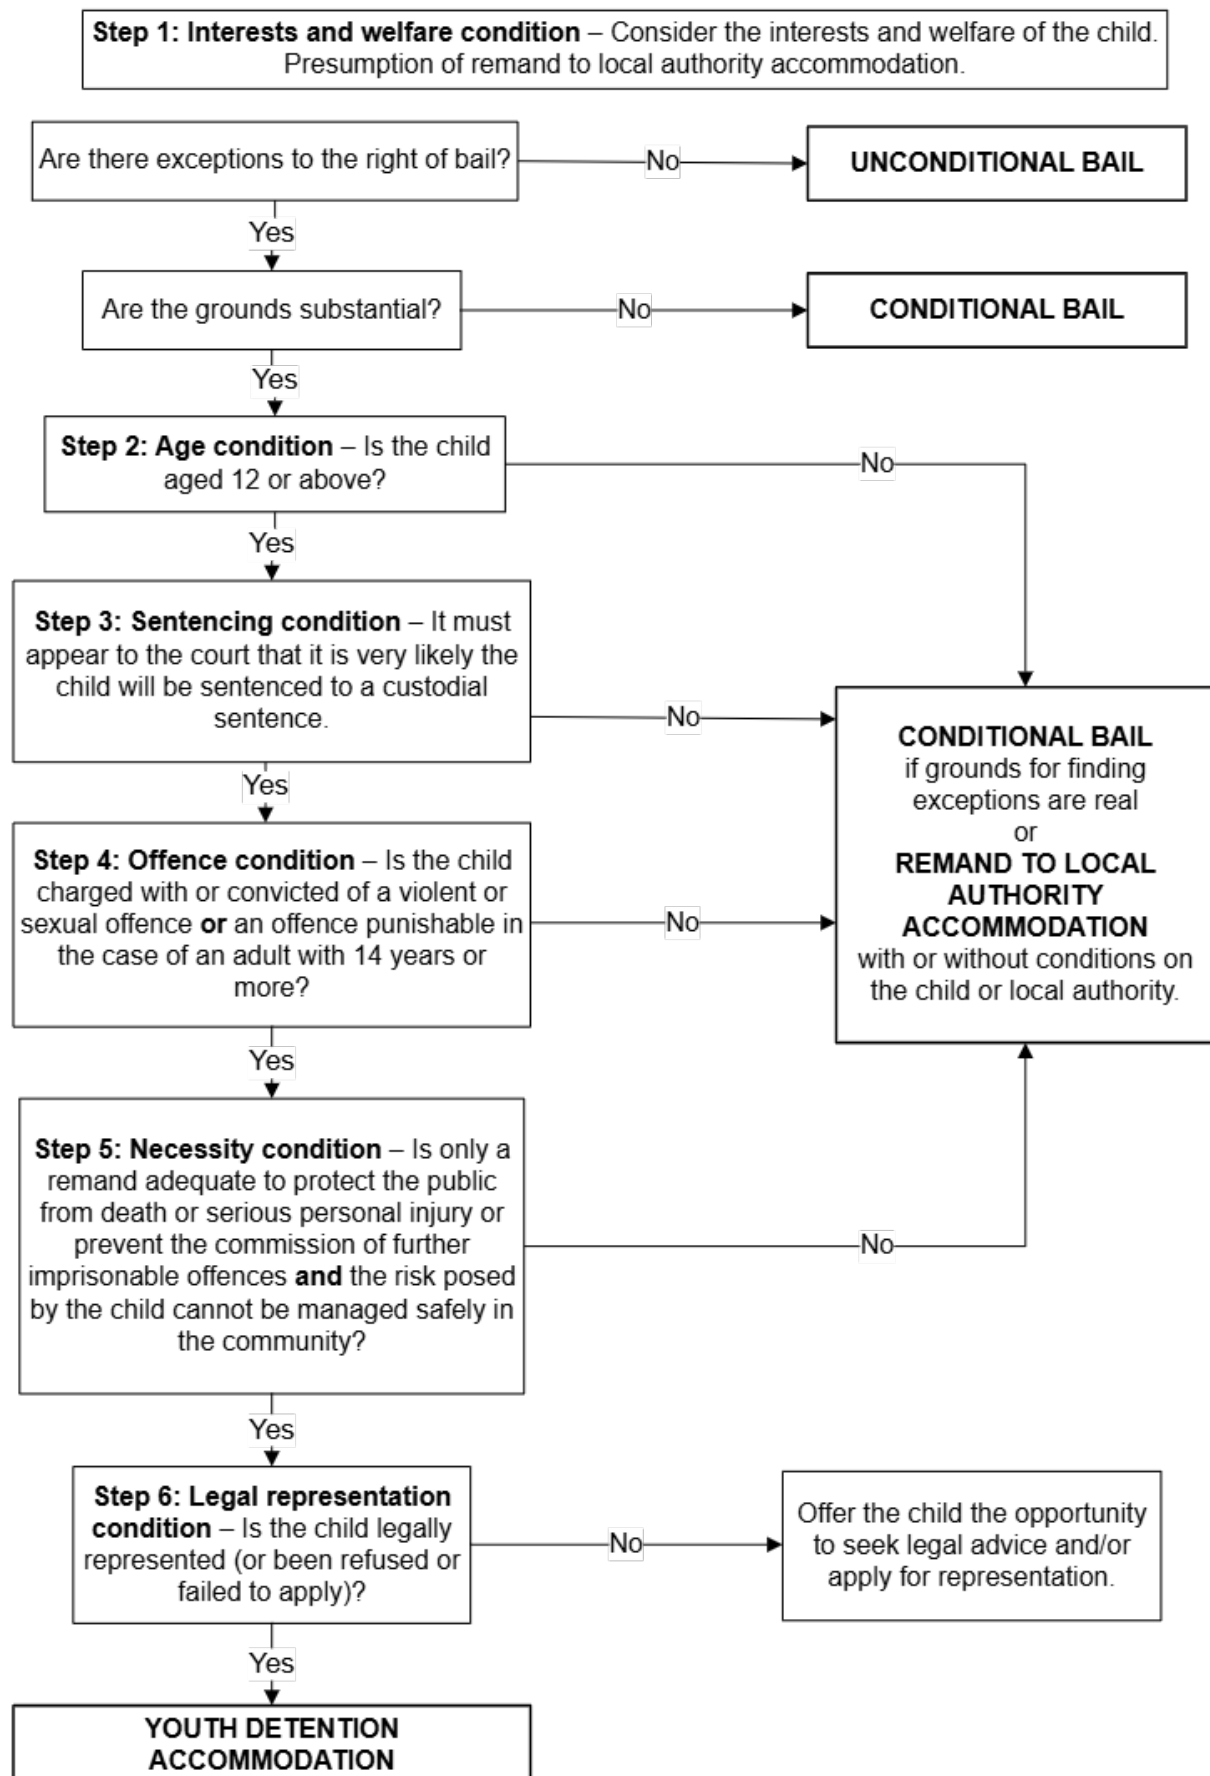 Step 1: Interests and welfare condition – Consider the interests and welfare of the child.
Presumption of remand to local authority accommodation.
Are there exceptions to the right of bail?
No
UNCONDITIONAL BAIL
Yes
Are the grounds substantial?
No
CONDITIONAL BAIL
Yes
Step 2: Age condition – Is the child
aged 12 or above?
No
Yes
Step 3: Sentencing condition – It must
appear to the court that it is very likely the
child will be sentenced to a custodial
sentence.
No
CONDITIONAL BAIL
if grounds for finding
exceptions are real
or
REMAND TO LOCAL
AUTHORITY
ACCOMMODATION
with or without conditions on
the child or local authority.
Yes
Step 4: Offence condition – Is the child
charged with or convicted of a violent or
sexual offence or an offence punishable in
the case of an adult with 14 years or
more?
No
Yes
Step 5: Necessity condition – Is only a
remand adequate to protect the public
from death or serious personal injury or
prevent the commission of further
imprisonable offences and the risk posed
by the child cannot be managed safely in
the community?
No
Yes
Step 6: Legal representation
condition – Is the child legally
represented (or been refused or
failed to apply)?
No
Offer the child the opportunity
to seek legal advice and/or
apply for representation.
Yes
YOUTH DETENTION
ACCOMMODATION